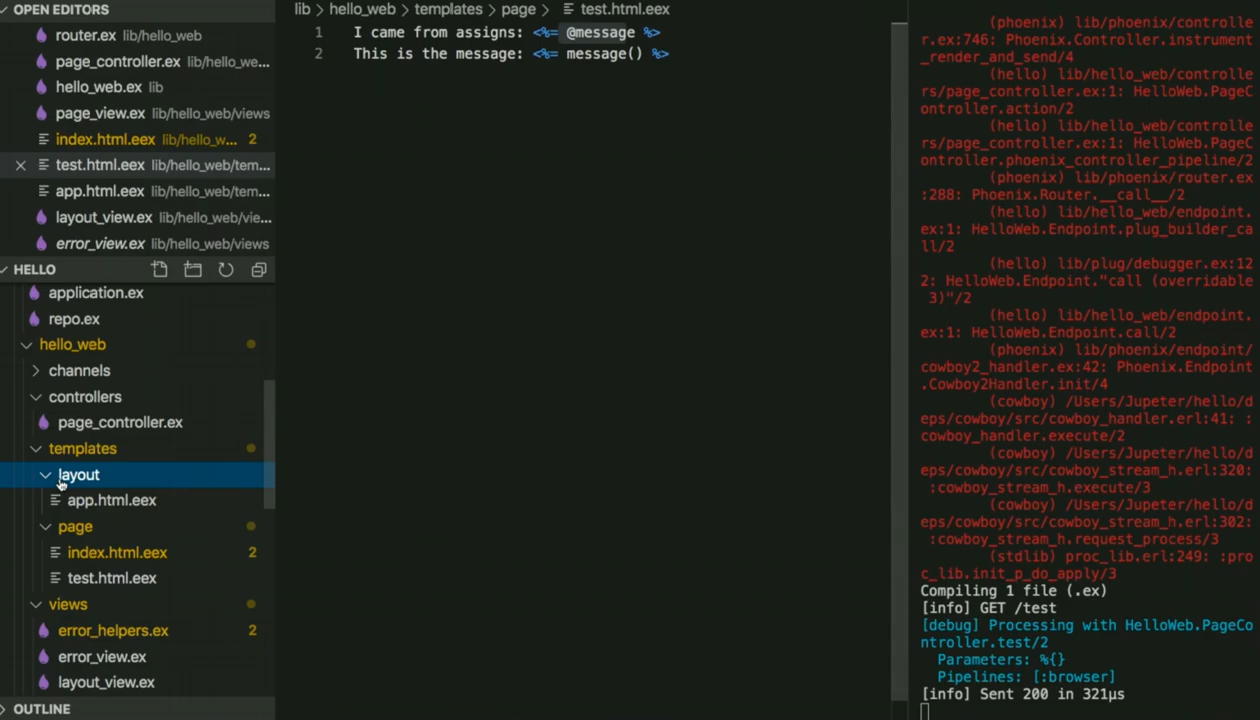 OPEN EDITORS
router.ex lib/hello_web
page_controller.ex lib/hello_we...
hello_web.ex lib
page_view.ex lib/hello_web/views
index.html.eex lib/hello_w... 2
test.html.eex lib/hello_web/tem...
app.html.eex lib/hello_web/tem...
layout_view.ex lib/hello_web/vie...
error_view.ex lib/hello_web/views
HELLO
application.ex
repo.ex
hello_web
channels
controllers
page_controller.ex
templates
layout
app.html.eex
page
index.html.eex 2
test.html.eex
views
error_helpers.ex 2
error_view.ex
layout_view.ex
OUTLINE
lib > hello_web > templates > page > test.html.eex
1 I came from assigns: <%= @message %>
2 This is the message: <%= message() %>
(phoenix) lib/phoenix/controlle
r.ex:746: Phoenix.Controller.instrument
_render_and_send/4
(hello) lib/hello_web/controlle
rs/page_controller.ex:1: HelloWeb.PageC
ontroller.action/2
(hello) lib/hello_web/controlle
rs/page_controller.ex:1: HelloWeb.PageC
ontroller.phoenix_controller_pipeline/2
(phoenix) lib/phoenix/router.ex
:288: Phoenix.Router.__call__/2
(hello) lib/hello_web/endpoint.
ex:1: HelloWeb.Endpoint.plug_builder_ca
ll/2
(hello) lib/plug/debugger.ex:12
2: HelloWeb.Endpoint."call (overridable
3)"/2
(hello) lib/hello_web/endpoint.
ex:1: HelloWeb.Endpoint.call/2
(phoenix) lib/phoenix/endpoint/
cowboy2_handler.ex:42: Phoenix.Endpoint
.Cowboy2Handler.init/4
(cowboy) /Users/Jupeter/hello/d
eps/cowboy/src/cowboy_handler.erl:41: :
cowboy_handler.execute/2
(cowboy) /Users/Jupeter/hello/d
eps/cowboy/src/cowboy_stream_h.erl:320:
:cowboy_stream_h.execute/3
(cowboy) /Users/Jupeter/hello/d
eps/cowboy/src/cowboy_stream_h.erl:302:
:cowboy_stream_h.request_process/3
(stdlib) proc_lib.erl:249: :pro
c_lib.init_p_do_apply/3
Compiling 1 file (.ex)
[info] GET /test
[debug] Processing with HelloWeb.PageCo
ntroller.test/2
Parameters: %{}
Pipelines: [:browser]
[info] Sent 200 in 321µs